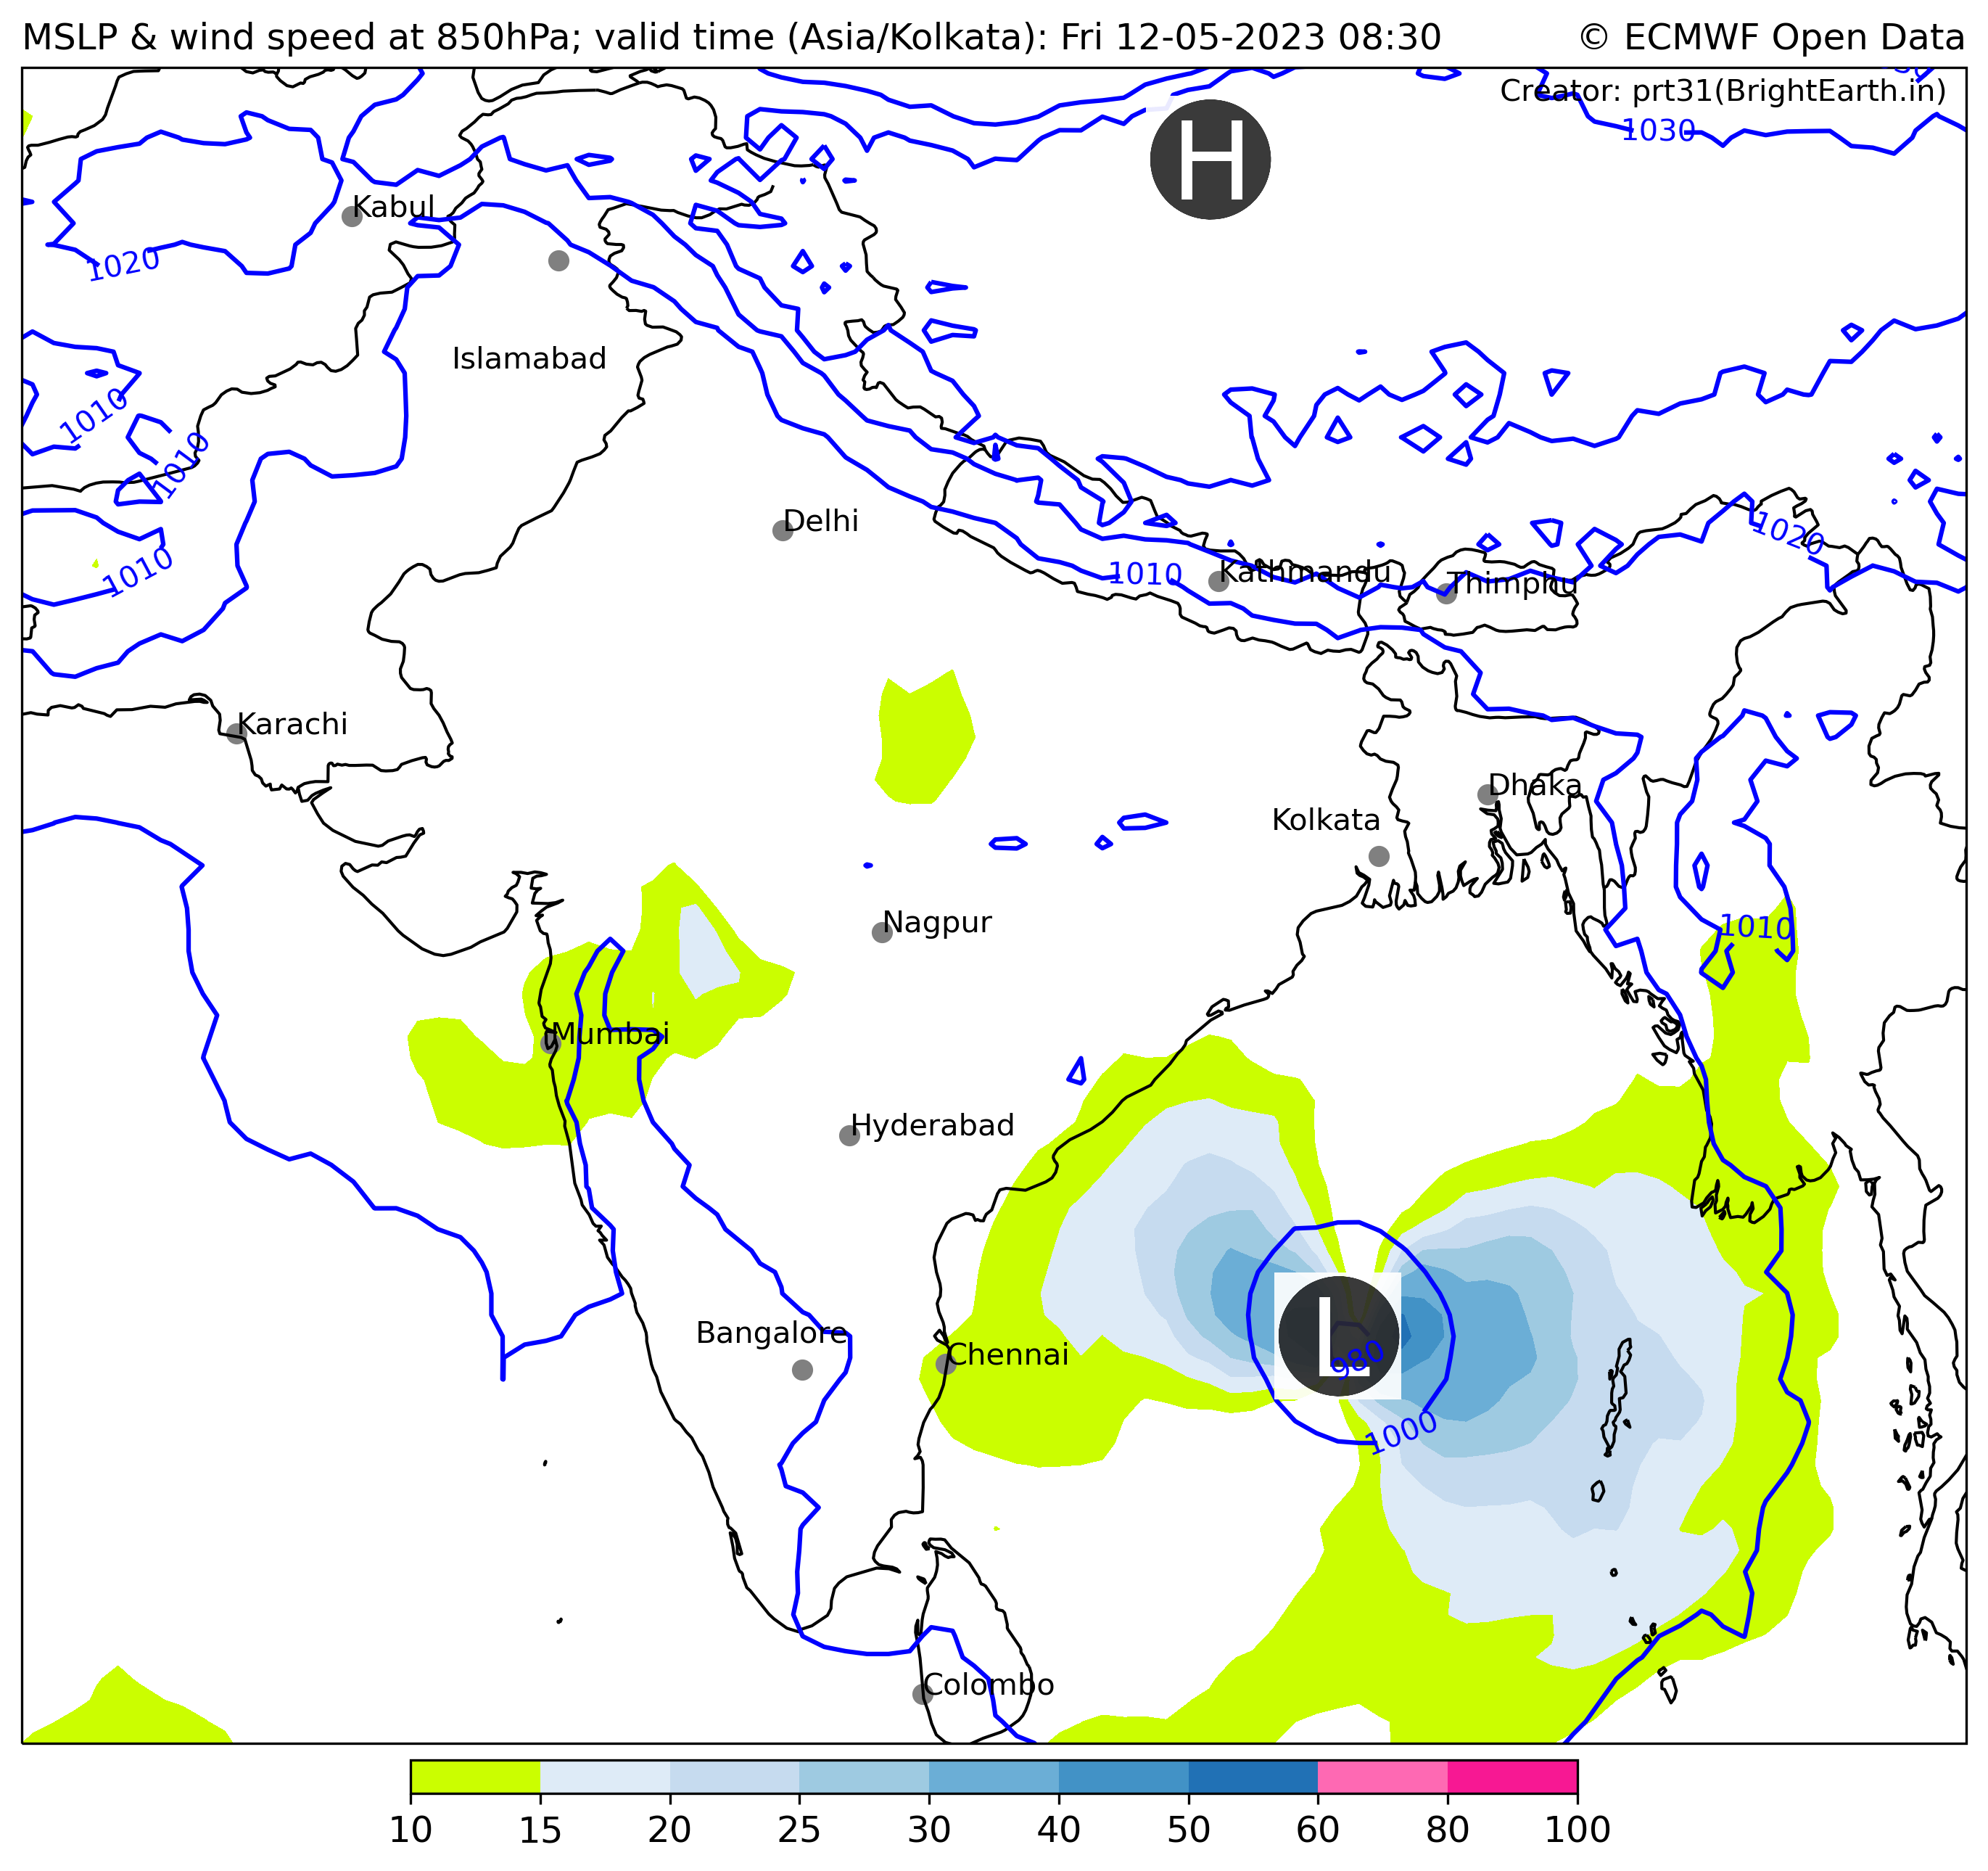 MSLP & wind speed at 850hPa; valid time (Asia/Kolkata): Fri 12-05-2023 08:30
© ECMWF Open Data
Creator: prt31(BrightEarth.in)
1030
H
Kabul
1020
Islamabad
1010
1010
Delhi
1020
1010
1010
Kathmandu
Thimphu
Karachi
Dhaka
Kolkata
Nagpur
1010
Mumbai
Hyderabad
Bangalore
Chennai
L
980
1000
Colombo
10 15 20 25 30 40 50 60 80 100